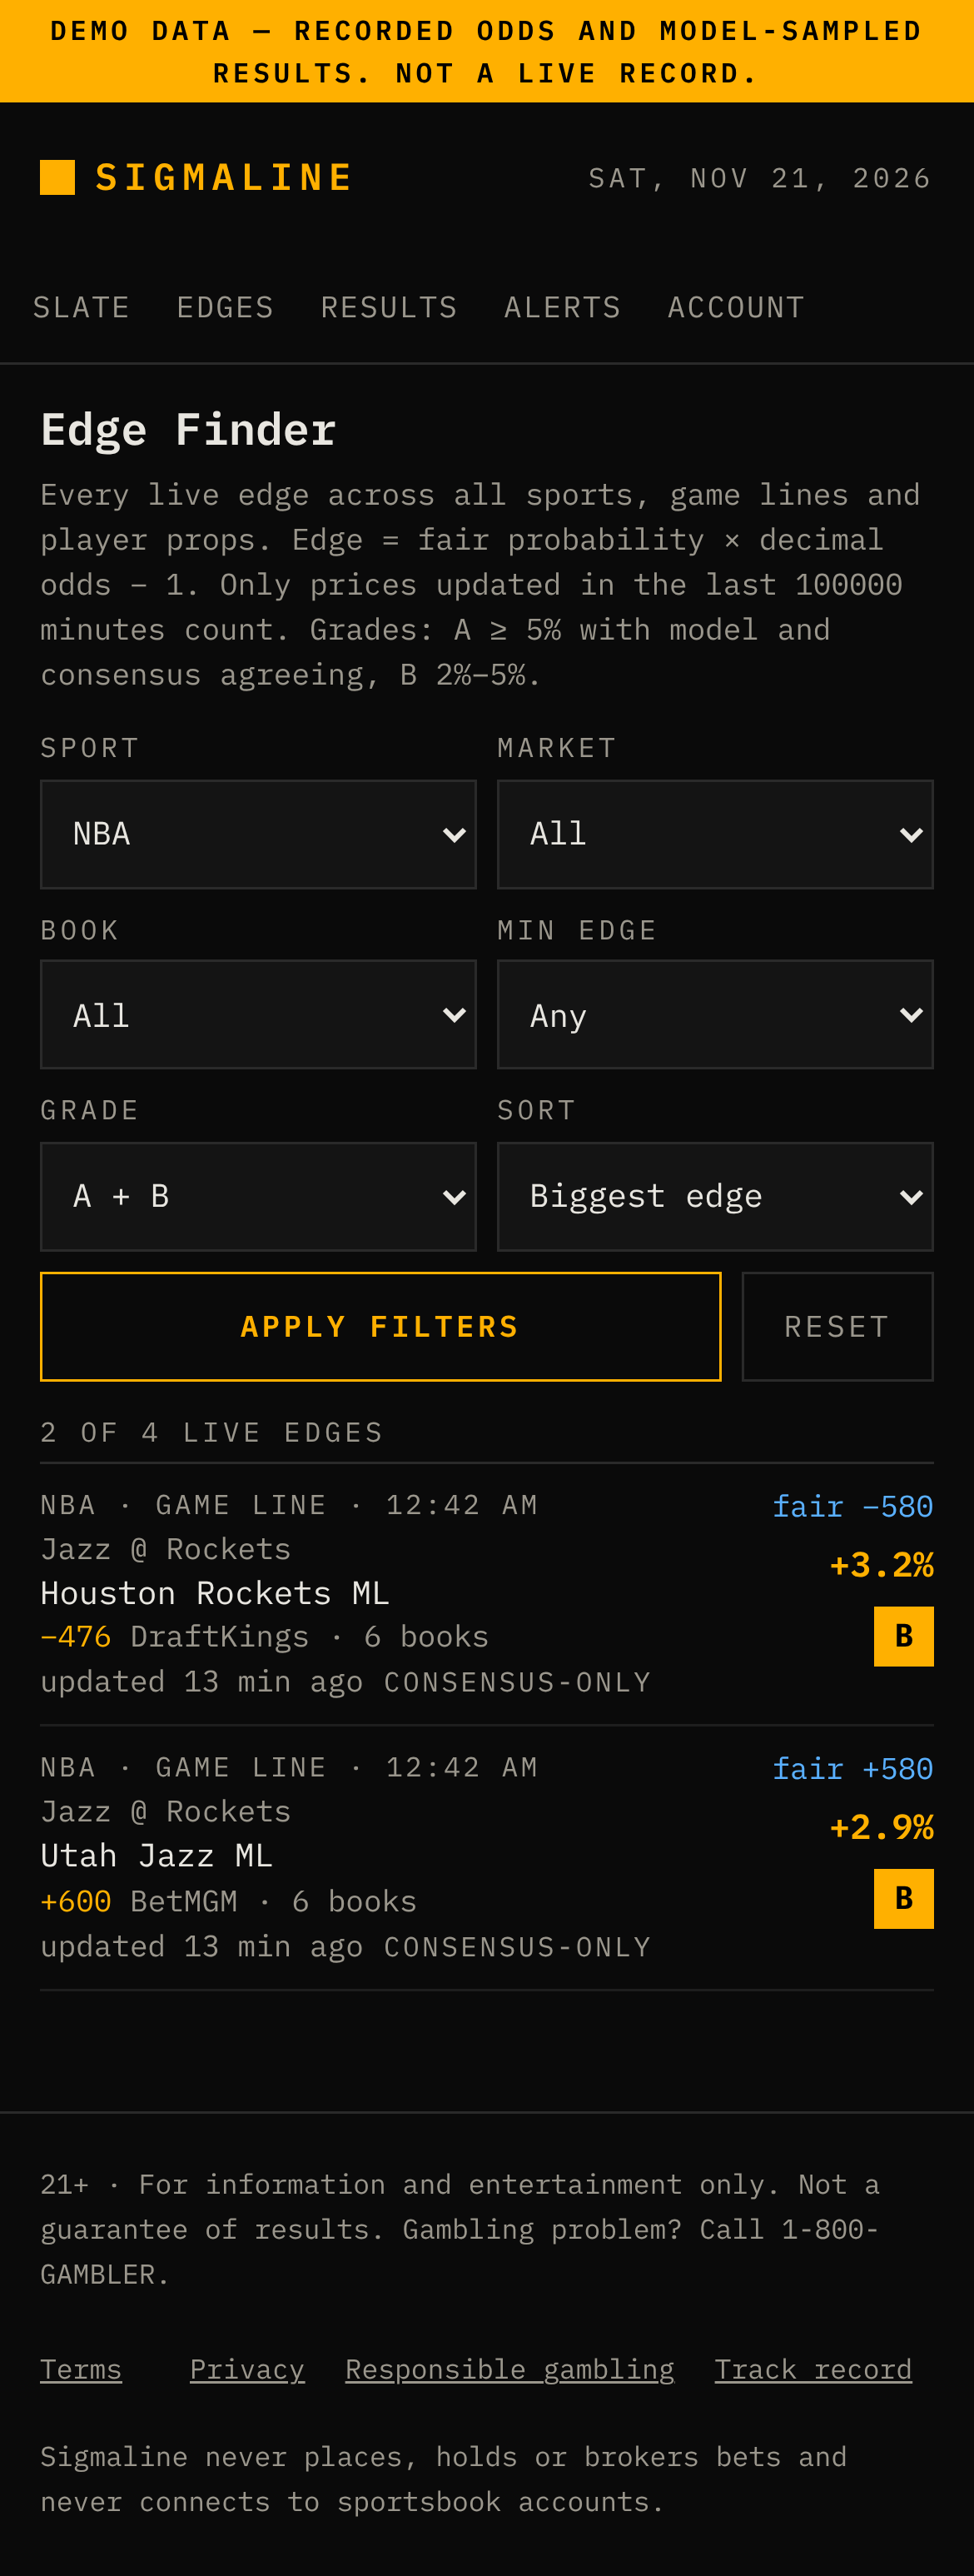 DEMO DATA — RECORDED ODDS AND MODEL-SAMPLED
RESULTS. NOT A LIVE RECORD.
SIGMALINE
SAT, NOV 21, 2026
SLATE EDGES RESULTS ALERTS ACCOUNT
Edge Finder
Every live edge across all sports, game lines and
player props. Edge = fair probability × decimal
odds − 1. Only prices updated in the last 100000
minutes count. Grades: A ≥ 5% with model and
consensus agreeing, B 2%–5%.
SPORT MARKET
NBA All
BOOK MIN EDGE
All Any
GRADE SORT
A + B Biggest edge
APPLY FILTERS RESET
2 OF 4 LIVE EDGES
NBA · GAME LINE · 12:42 AM
Jazz @ Rockets
Houston Rockets ML
−476 DraftKings · 6 books
updated 13 min ago CONSENSUS-ONLY
fair −580
+3.2%
B
NBA · GAME LINE · 12:42 AM
Jazz @ Rockets
Utah Jazz ML
+600 BetMGM · 6 books
updated 13 min ago CONSENSUS-ONLY
fair +580
+2.9%
B
21+ · For information and entertainment only. Not a
guarantee of results. Gambling problem? Call 1-800-
GAMBLER.
Terms Privacy Responsible gambling Track record
Sigmaline never places, holds or brokers bets and
never connects to sportsbook accounts.